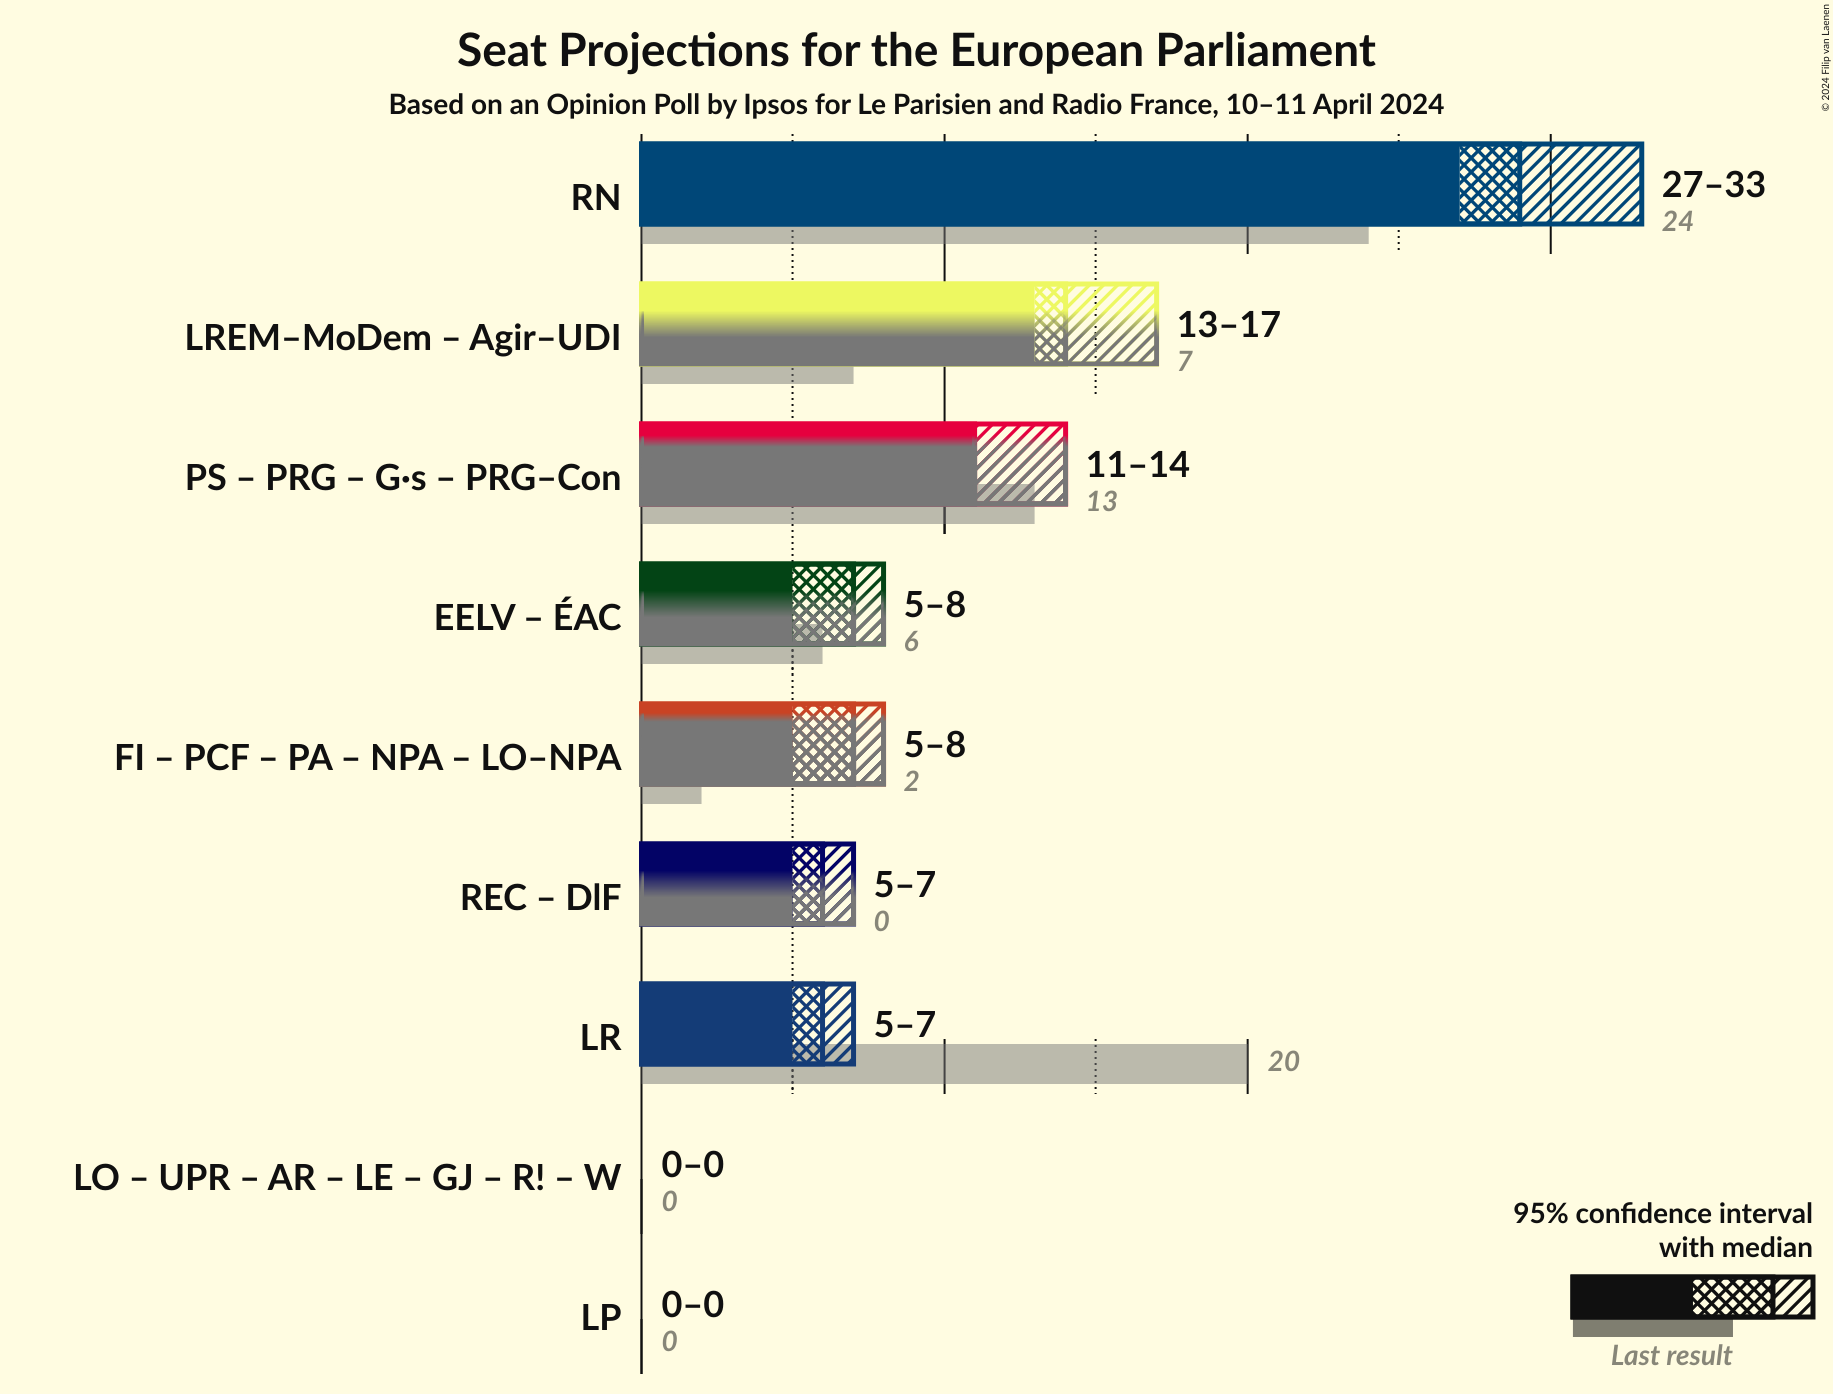 Seat Projections for the European Parliament
Based on an Opinion Poll by Ipsos for Le Parisien and Radio France, 10–11 April 2024
© 2024 Filip van Laenen
RN
27–33
24
LREM–MoDem – Agir–UDI
13–17
7
PS – PRG – G·s – PRG–Con
11–14
13
EELV – ÉAC
5–8
6
FI – PCF – PA – NPA – LO–NPA
5–8
2
REC – DlF
5–7
0
LR
5–7
20
LO – UPR – AR – LE – GJ – R! – W
0–0
0
LP
0–0
0
95% confidence interval
with median
Last result